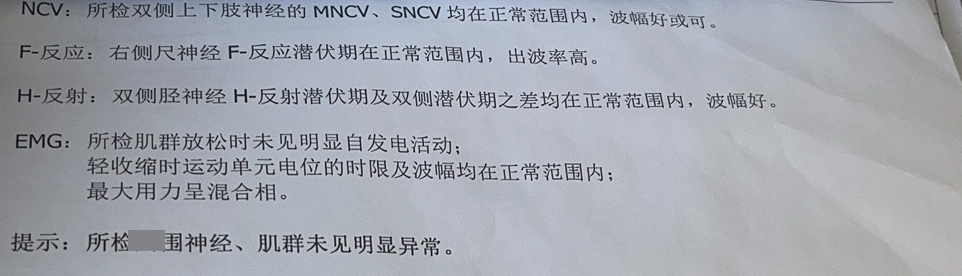 NCV：所检双侧上下肢神经的 MNCV、SNCV 均在正常范围内，波幅好或可。
F-反应：右侧尺神经 F-反应潜伏期在正常范围内，出波率高。
H-反射：双侧胫神经 H-反射潜伏期及双侧潜伏期之差均在正常范围内，波幅好。
EMG：所检肌群放松时未见明显自发电活动；
轻收缩时运动单元电位的时限及波幅均在正常范围内；
最大用力呈混合相。
提示：所检围神经、肌群未见明显异常。